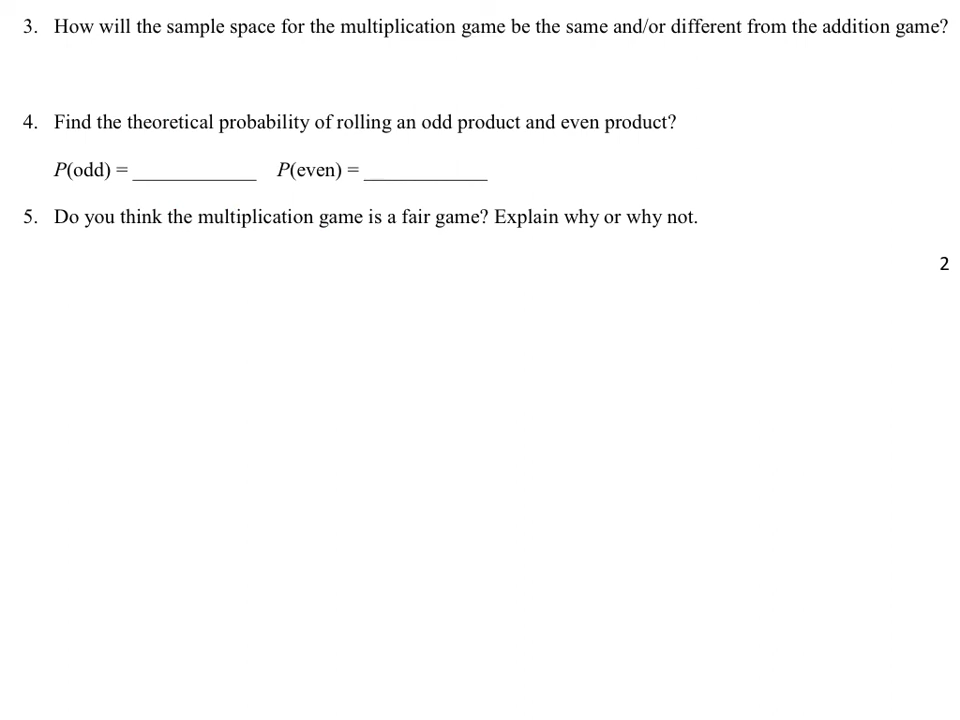 3. How will the sample space for the multiplication game be the same and/or different from the addition game?
4. Find the theoretical probability of rolling an odd product and even product?
P(odd) = ____________ P(even) = ____________
5. Do you think the multiplication game is a fair game? Explain why or why not.
2